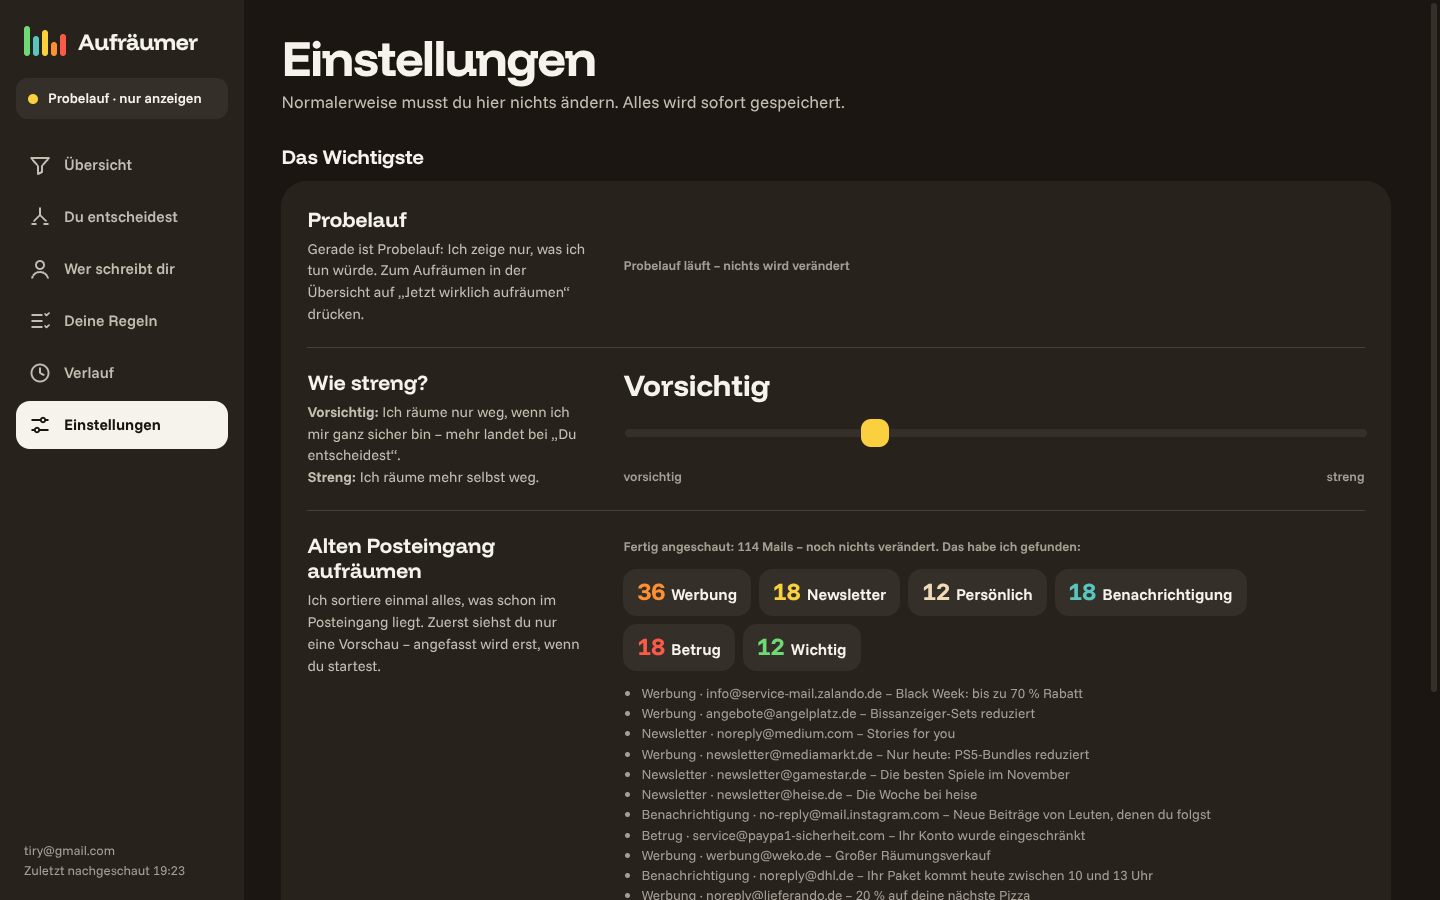 Aufräumer
Probelauf · nur anzeigen
Übersicht
Du entscheidest
Wer schreibt dir
Deine Regeln
Verlauf
Einstellungen
tiry@gmail.com
Zuletzt nachgeschaut 19:23
Einstellungen
Normalerweise musst du hier nichts ändern. Alles wird sofort gespeichert.
Das Wichtigste
Probelauf
Gerade ist Probelauf: Ich zeige nur, was ich
tun würde. Zum Aufräumen in der
Übersicht auf „Jetzt wirklich aufräumen“
drücken.
Probelauf läuft – nichts wird verändert
Wie streng?
Vorsichtig: Ich räume nur weg, wenn ich
mir ganz sicher bin – mehr landet bei „Du
entscheidest“.
Streng: Ich räume mehr selbst weg.
Vorsichtig
vorsichtig
streng
Alten Posteingang
aufräumen
Ich sortiere einmal alles, was schon im
Posteingang liegt. Zuerst siehst du nur
eine Vorschau – angefasst wird erst, wenn
du startest.
Fertig angeschaut: 114 Mails – noch nichts verändert. Das habe ich gefunden:
36 Werbung
18 Newsletter
12 Persönlich
18 Benachrichtigung
18 Betrug
12 Wichtig
• Werbung · info@service-mail.zalando.de – Black Week: bis zu 70 % Rabatt
• Werbung · angebote@angelplatz.de – Bissanzeiger-Sets reduziert
• Newsletter · noreply@medium.com – Stories for you
• Werbung · newsletter@mediamarkt.de – Nur heute: PS5-Bundles reduziert
• Newsletter · newsletter@gamestar.de – Die besten Spiele im November
• Newsletter · newsletter@heise.de – Die Woche bei heise
• Benachrichtigung · no-reply@mail.instagram.com – Neue Beiträge von Leuten, denen du folgst
• Betrug · service@paypa1-sicherheit.com – Ihr Konto wurde eingeschränkt
• Werbung · werbung@weko.de – Großer Räumungsverkauf
• Benachrichtigung · noreply@dhl.de – Ihr Paket kommt heute zwischen 10 und 13 Uhr
• Werbung · noreply@lieferando.de – 20 % auf deine nächste Pizza